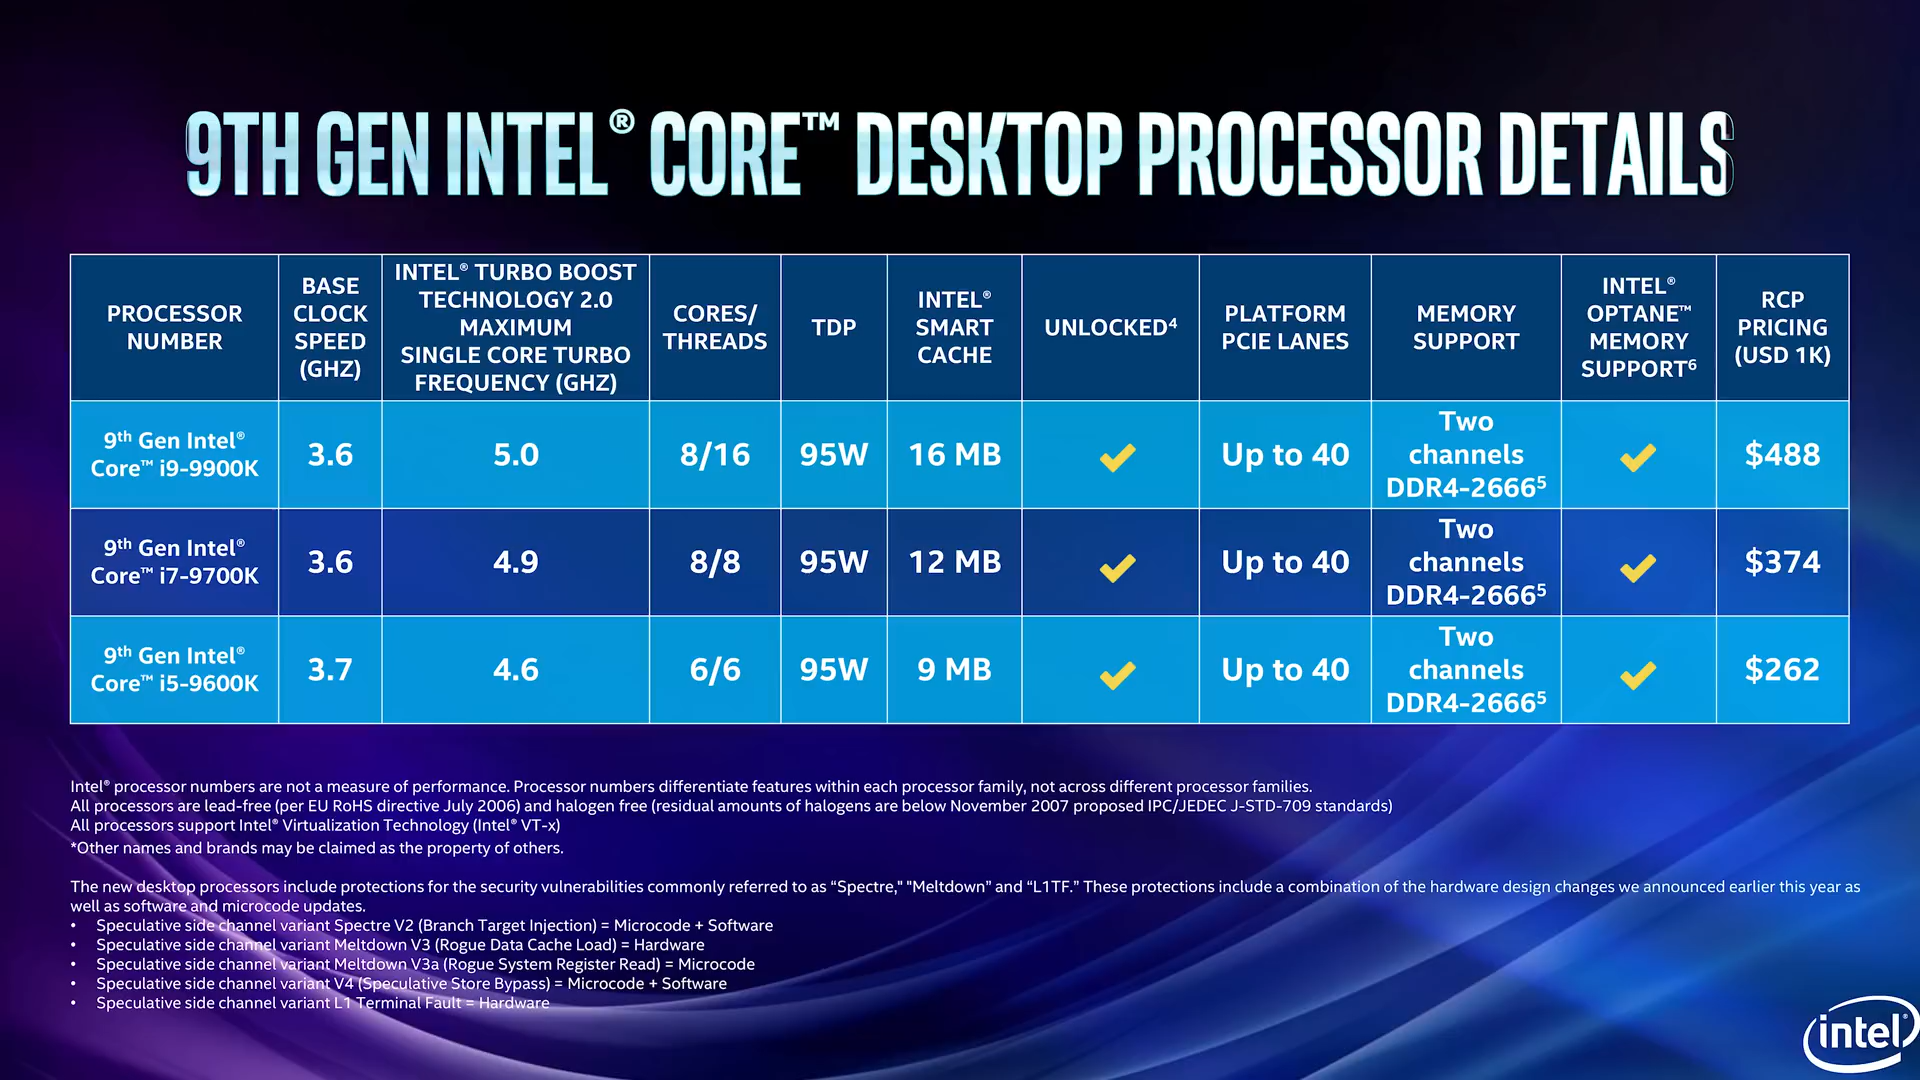 9TH GEN INTEL® CORE™ DESKTOP PROCESSOR DETAILS
PROCESSOR
NUMBER
BASE
CLOCK
SPEED
(GHZ)
INTEL® TURBO BOOST
TECHNOLOGY 2.0
MAXIMUM
SINGLE CORE TURBO
FREQUENCY (GHZ)
CORES/
THREADS
TDP
INTEL®
SMART
CACHE
UNLOCKED⁴
PLATFORM
PCIE LANES
MEMORY
SUPPORT
INTEL®
OPTANE™
MEMORY
SUPPORT⁶
RCP
PRICING
(USD 1K)
9th Gen Intel®
Core™ i9-9900K
3.6
5.0
8/16
95W
16 MB
✓
Up to 40
Two
channels
DDR4-2666⁵
✓
$488
9th Gen Intel®
Core™ i7-9700K
3.6
4.9
8/8
95W
12 MB
✓
Up to 40
Two
channels
DDR4-2666⁵
✓
$374
9th Gen Intel®
Core™ i5-9600K
3.7
4.6
6/6
95W
9 MB
✓
Up to 40
Two
channels
DDR4-2666⁵
✓
$262
Intel® processor numbers are not a measure of performance. Processor numbers differentiate features within each processor family, not across different processor families.
All processors are lead-free (per EU RoHS directive July 2006) and halogen free (residual amounts of halogens are below November 2007 proposed IPC/JEDEC J-STD-709 standards)
All processors support Intel® Virtualization Technology (Intel® VT-x)
*Other names and brands may be claimed as the property of others.
The new desktop processors include protections for the security vulnerabilities commonly referred to as “Spectre," "Meltdown” and “L1TF.” These protections include a combination of the hardware design changes we announced earlier this year as
well as software and microcode updates.
• Speculative side channel variant Spectre V2 (Branch Target Injection) = Microcode + Software
• Speculative side channel variant Meltdown V3 (Rogue Data Cache Load) = Hardware
• Speculative side channel variant Meltdown V3a (Rogue System Register Read) = Microcode
• Speculative side channel variant V4 (Speculative Store Bypass) = Microcode + Software
• Speculative side channel variant L1 Terminal Fault = Hardware
intel®